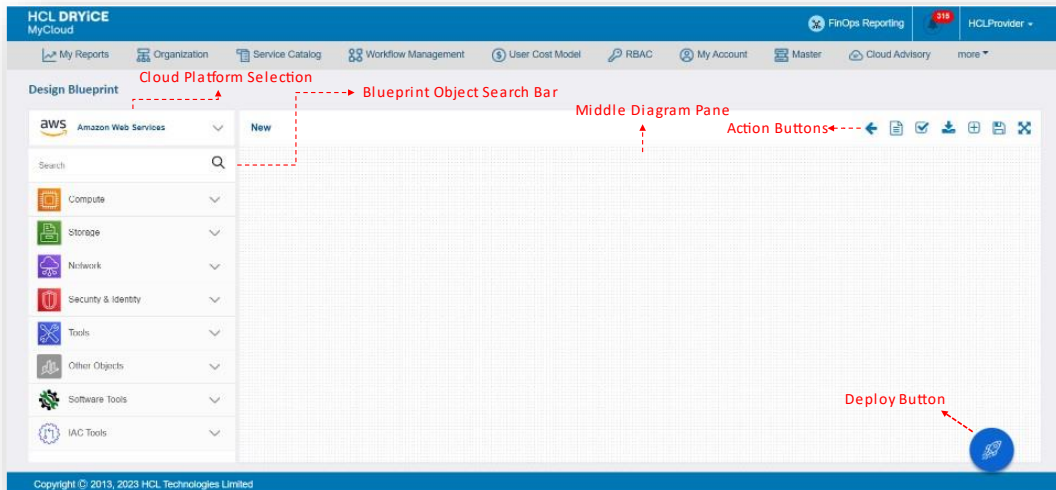 HCL DRYiCE
MyCloud
FinOps Reporting
315
HCLProvider
My Reports
Organization
Service Catalog
Workflow Management
User Cost Model
RBAC
My Account
Master
Cloud Advisory
more
Cloud Platform Selection
Design Blueprint
Blueprint Object Search Bar
Middle Diagram Pane
aws Amazon Web Services
New
Action Buttons
Search
Compute
Storage
Network
Security & Identity
Tools
Other Objects
Software Tools
Deploy Button
IAC Tools
Copyright © 2013, 2023 HCL Technologies Limited